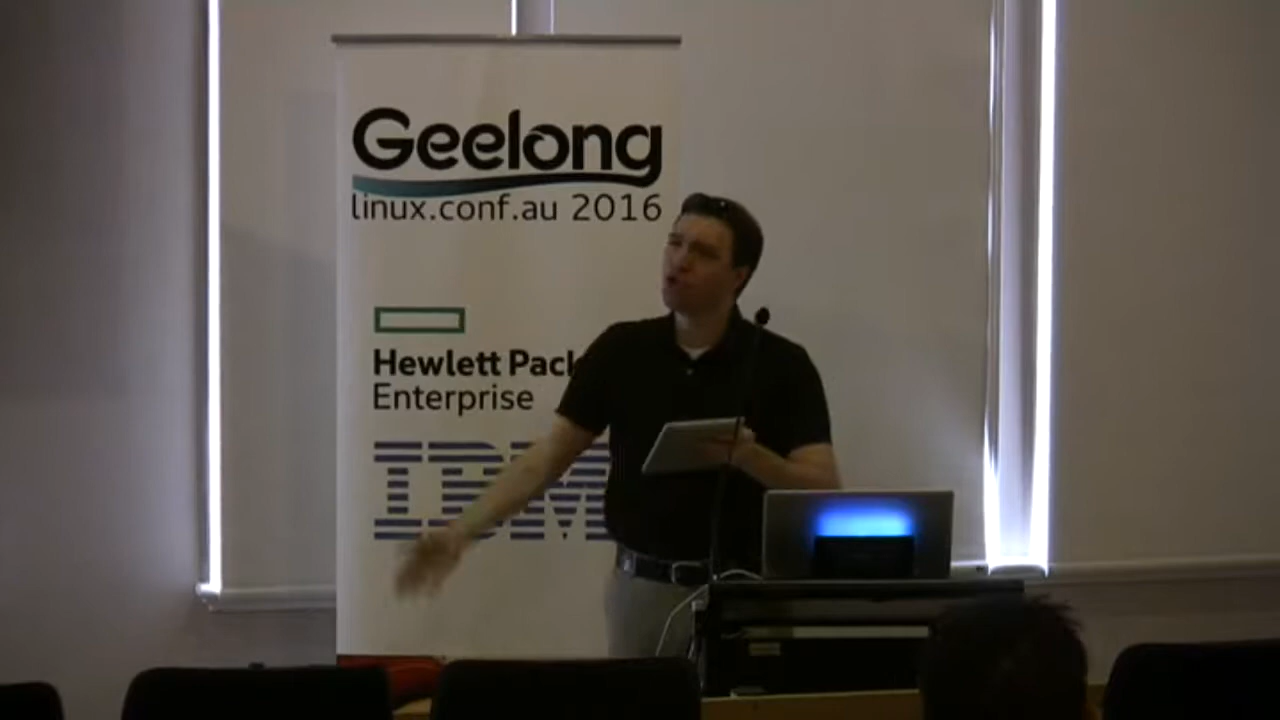 Geelong
linux.conf.au 2016
Hewlett Pack
Enterprise
IBM